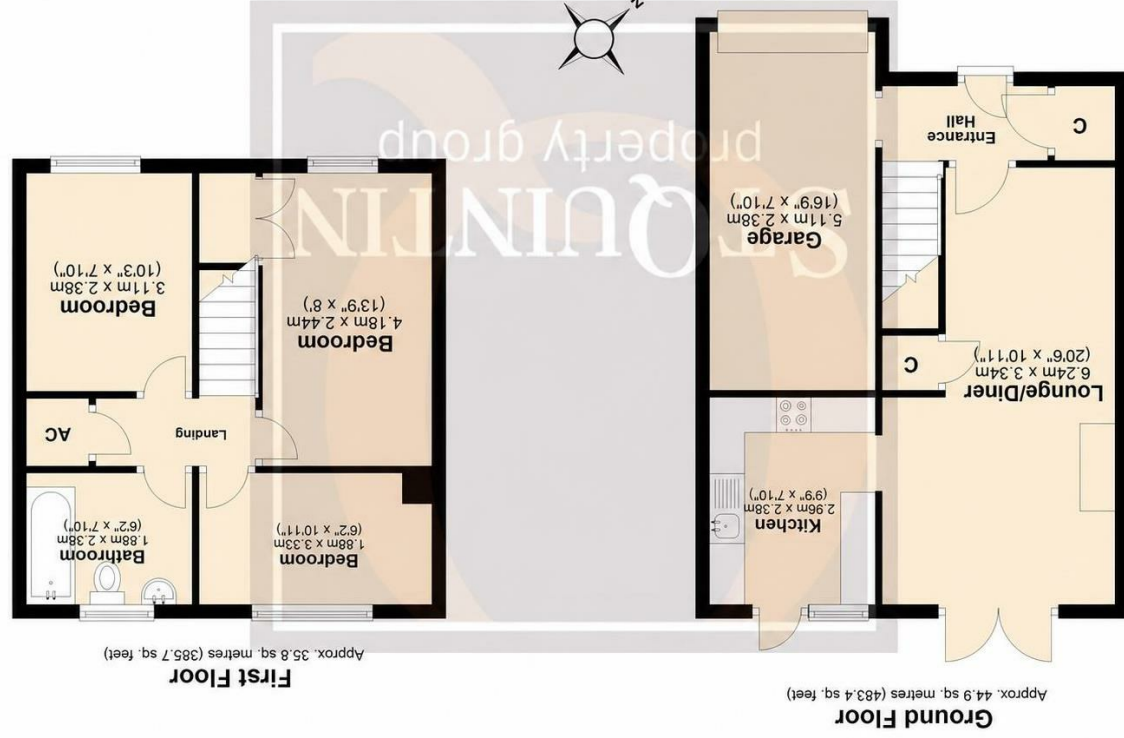 Ground Floor
Approx. 44.9 sq. metres (483.4 sq. feet)
Kitchen
2.96m x 2.38m
(9'9" x 7'10")
Lounge/Diner
6.24m x 3.34m
(20'6" x 10'11")
C
Garage
5.11m x 2.38m
(16'9" x 7'10")
Entrance
Hall
C
First Floor
Approx. 35.8 sq. metres (385.7 sq. feet)
Bedroom
1.88m x 3.33m
(6'2" x 10'11")
Bathroom
1.88m x 2.38m
(6'2" x 7'10")
Landing
AC
Bedroom
4.18m x 2.44m
(13'9" x 8')
Bedroom
3.11m x 2.38m
(10'3" x 7'10")
STQUINTIN
property group
N